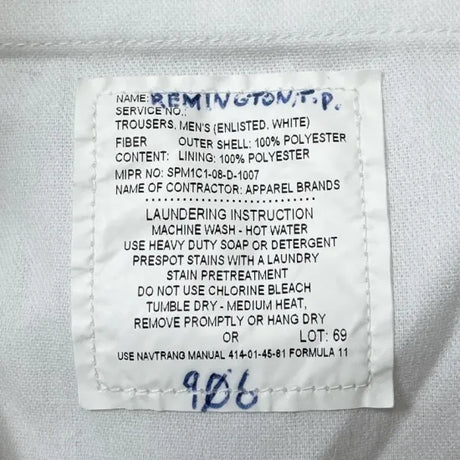 NAME: REMINGTON, T.P.
SERVICE NO.:
TROUSERS, MEN'S (ENLISTED, WHITE)
FIBER OUTER SHELL: 100% POLYESTER
CONTENT: LINING: 100% POLYESTER
MIPR NO: SPM1C1-08-D-1007
NAME OF CONTRACTOR: APPAREL BRANDS
LAUNDERING INSTRUCTION
MACHINE WASH - HOT WATER
USE HEAVY DUTY SOAP OR DETERGENT
PRESPOT STAINS WITH A LAUNDRY
STAIN PRETREATMENT
DO NOT USE CHLORINE BLEACH
TUMBLE DRY - MEDIUM HEAT,
REMOVE PROMPTLY OR HANG DRY
OR LOT: 69
USE NAVTRANG MANUAL 414-01-45-81 FORMULA 11
9Ø6